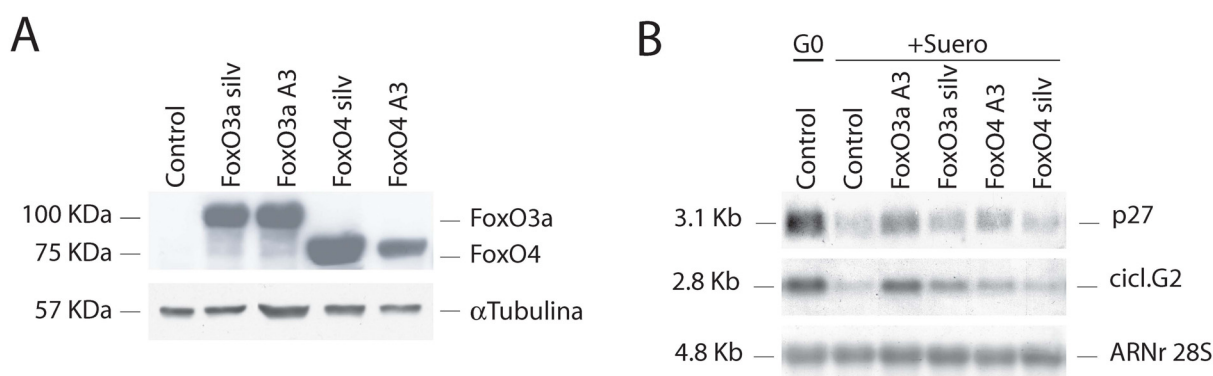 A
Control
FoxO3a silv
FoxO3a A3
FoxO4 silv
FoxO4 A3
100 KDa
FoxO3a
75 KDa
FoxO4
57 KDa
αTubulina
B
G0
+Suero
Control
Control
FoxO3a A3
FoxO3a silv
FoxO4 A3
FoxO4 silv
3.1 Kb
p27
2.8 Kb
cicl.G2
4.8 Kb
ARNr 28S